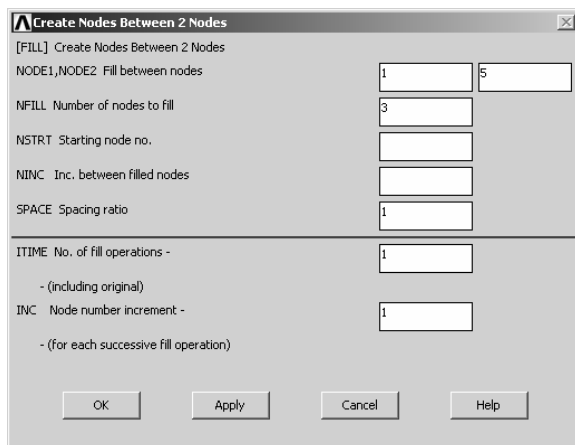 Create Nodes Between 2 Nodes
[FILL] Create Nodes Between 2 Nodes
NODE1,NODE2 Fill between nodes 1 5
NFILL Number of nodes to fill 3
NSTRT Starting node no.
NINC Inc. between filled nodes
SPACE Spacing ratio 1
ITIME No. of fill operations - 1
- (including original)
INC Node number increment - 1
- (for each successive fill operation)
OK Apply Cancel Help